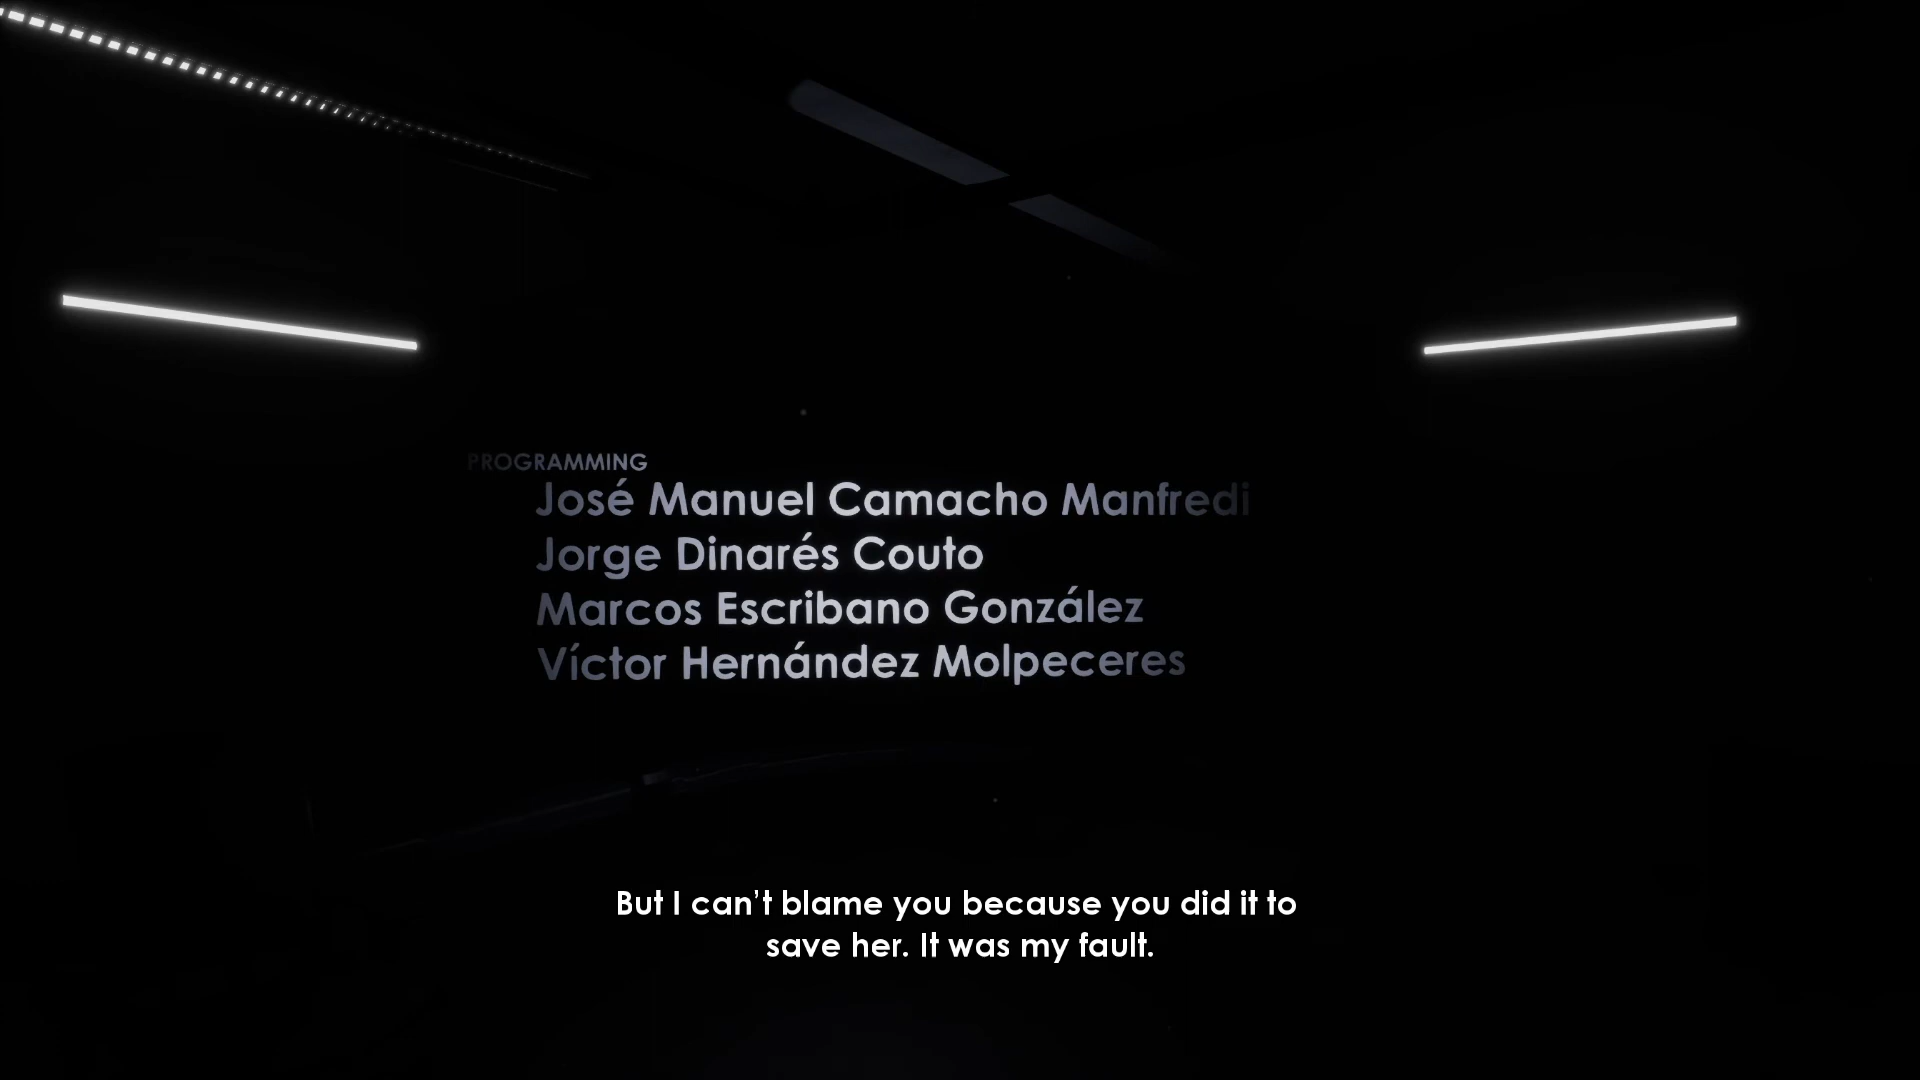 PROGRAMMING
José Manuel Camacho Manfredi
Jorge Dinarés Couto
Marcos Escribano González
Víctor Hernández Molpeceres
But I can't blame you because you did it to
save her. It was my fault.